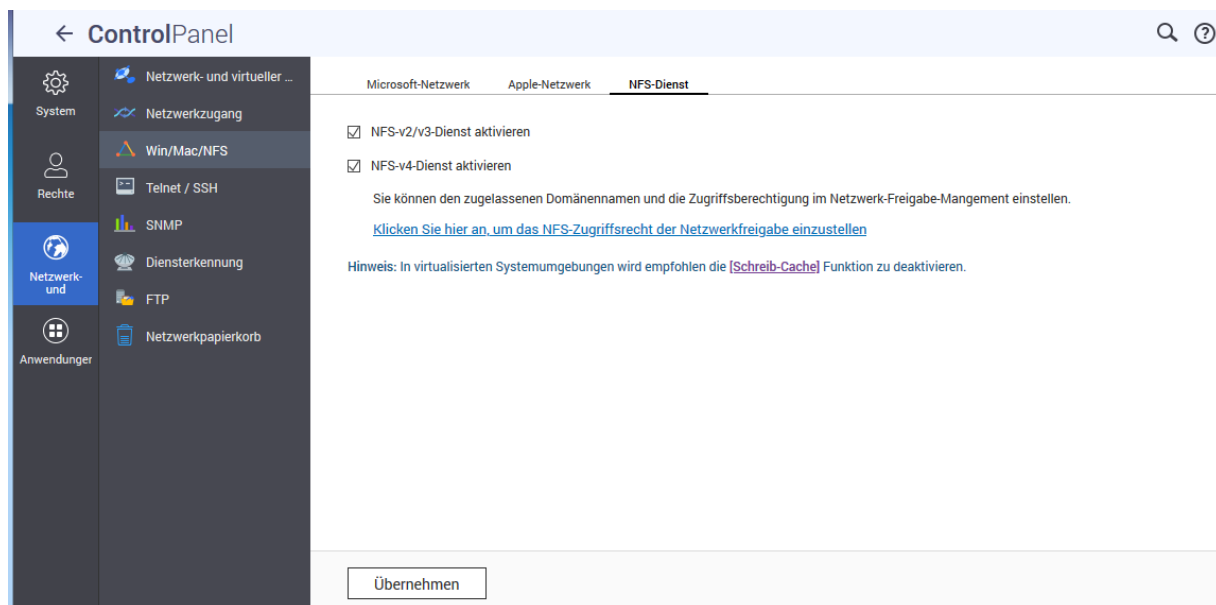 ControlPanel
System
Rechte
Netzwerk-
und
Anwendunger
Netzwerk- und virtueller ...
Netzwerkzugang
Win/Mac/NFS
Telnet / SSH
SNMP
Diensterkennung
FTP
Netzwerkpapierkorb
Microsoft-Netzwerk
Apple-Netzwerk
NFS-Dienst
NFS-v2/v3-Dienst aktivieren
NFS-v4-Dienst aktivieren
Sie können den zugelassenen Domänennamen und die Zugriffsberechtigung im Netzwerk-Freigabe-Mangement einstellen.
Klicken Sie hier an, um das NFS-Zugriffsrecht der Netzwerkfreigabe einzustellen
Hinweis: In virtualisierten Systemumgebungen wird empfohlen die [Schreib-Cache] Funktion zu deaktivieren.
Übernehmen